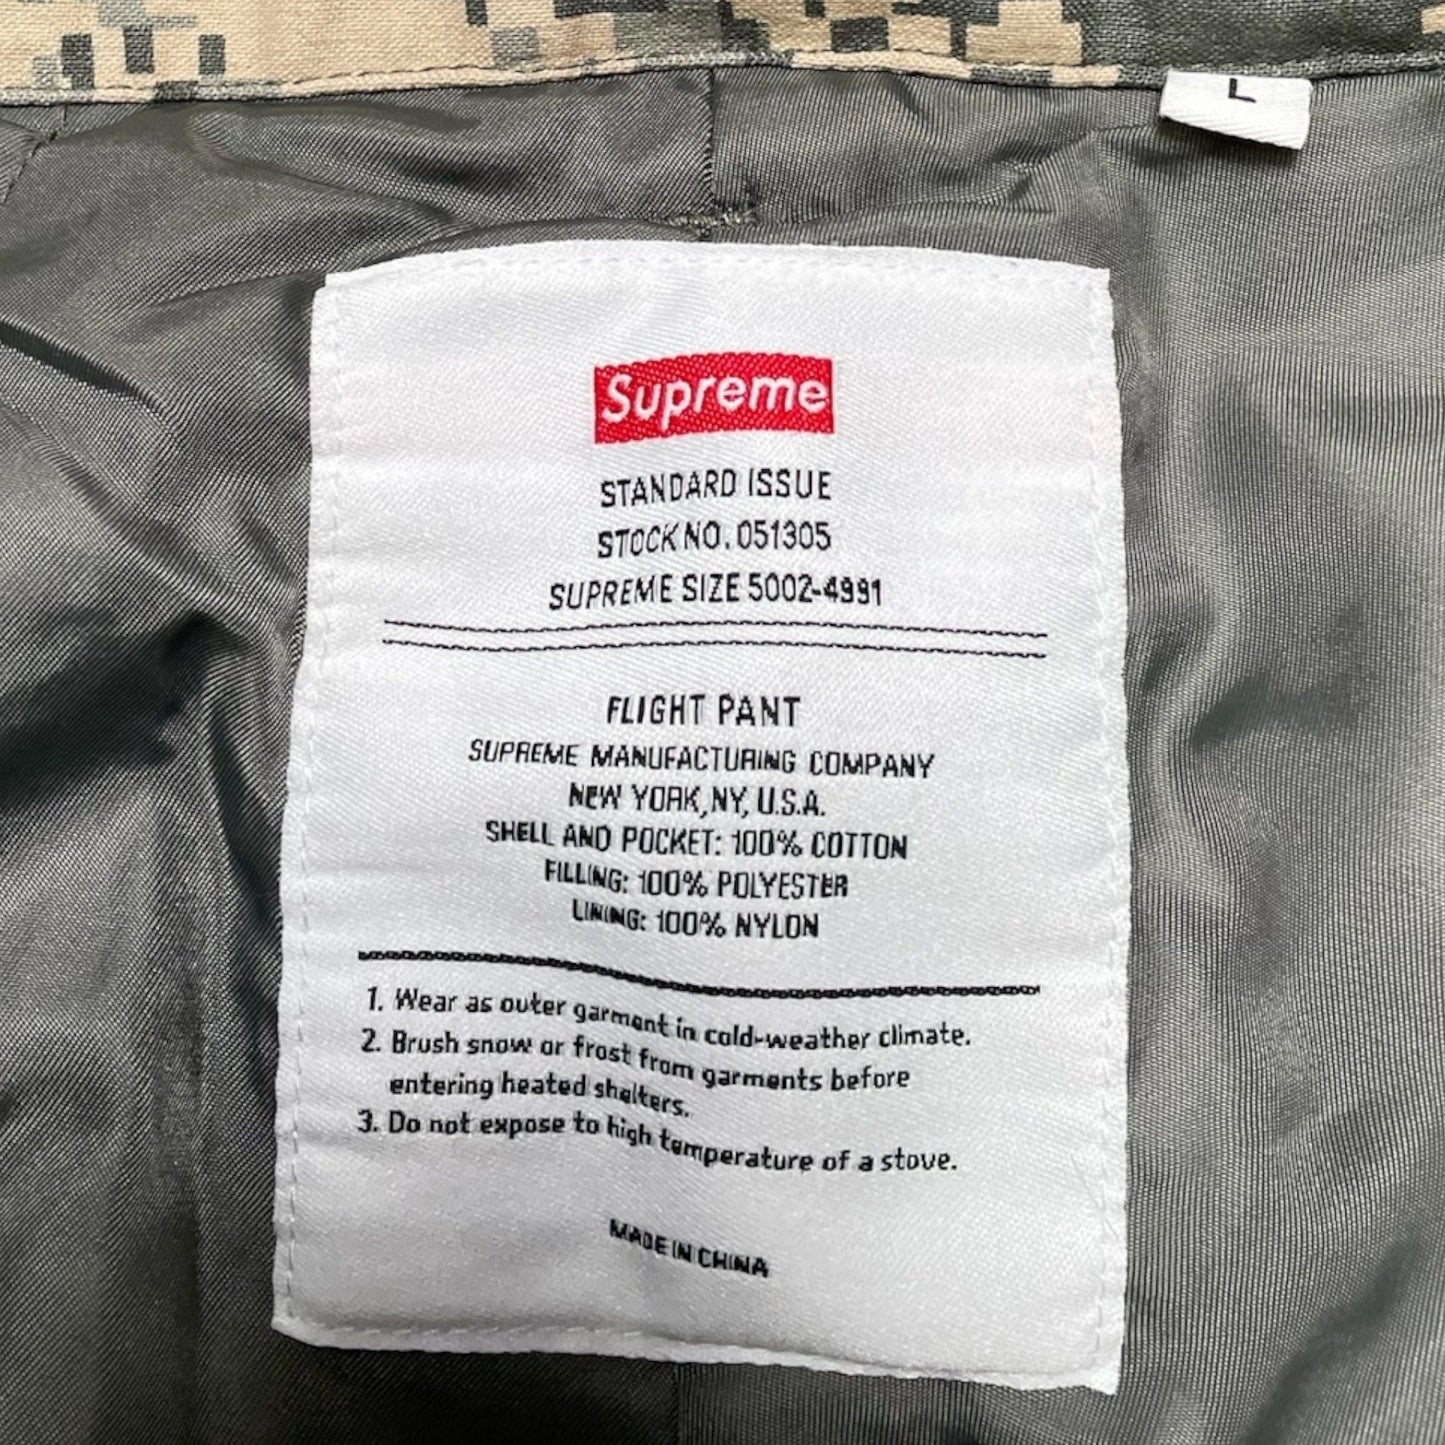 L
Supreme
STANDARD ISSUE
STOCK NO. 051305
SUPREME SIZE 5002-4991
FLIGHT PANT
SUPREME MANUFACTURING COMPANY
NEW YORK, NY, U.S.A.
SHELL AND POCKET: 100% COTTON
FILLING: 100% POLYESTER
LINING: 100% NYLON
1. Wear as outer garment in cold-weather climate.
2. Brush snow or frost from garments before
entering heated shelters.
3. Do not expose to high temperature of a stove.
MADE IN CHINA